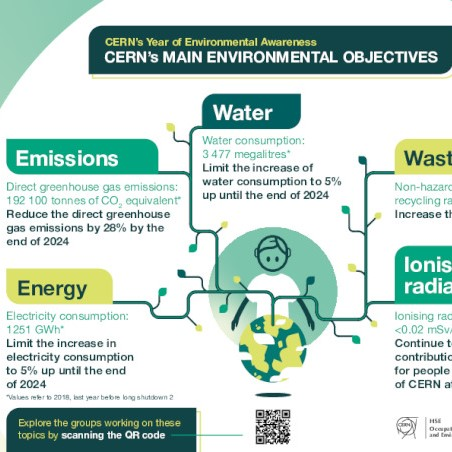 CERN's Year of Environmental Awareness
CERN's MAIN ENVIRONMENTAL OBJECTIVES
Water
Water consumption:
3 477 megalitres*
Limit the increase of
water consumption to 5%
up until the end of 2024
Emissions
Direct greenhouse gas emissions:
192 100 tonnes of CO2 equivalent*
Reduce the direct greenhouse
gas emissions by 28% by the
end of 2024
Energy
Electricity consumption:
1251 GWh*
Limit the increase in
electricity consumption
to 5% up until the end
of 2024
*Values refer to 2018, last year before long shutdown 2
Wast
Non-hazard
recycling ra
Increase th
Ionis
radia
Ionising rad
<0.02 mSv/
Continue t
contributio
for people
of CERN a
Explore the groups working on these
topics by scanning the QR code
CERN
HSE
Occupati
and Envi